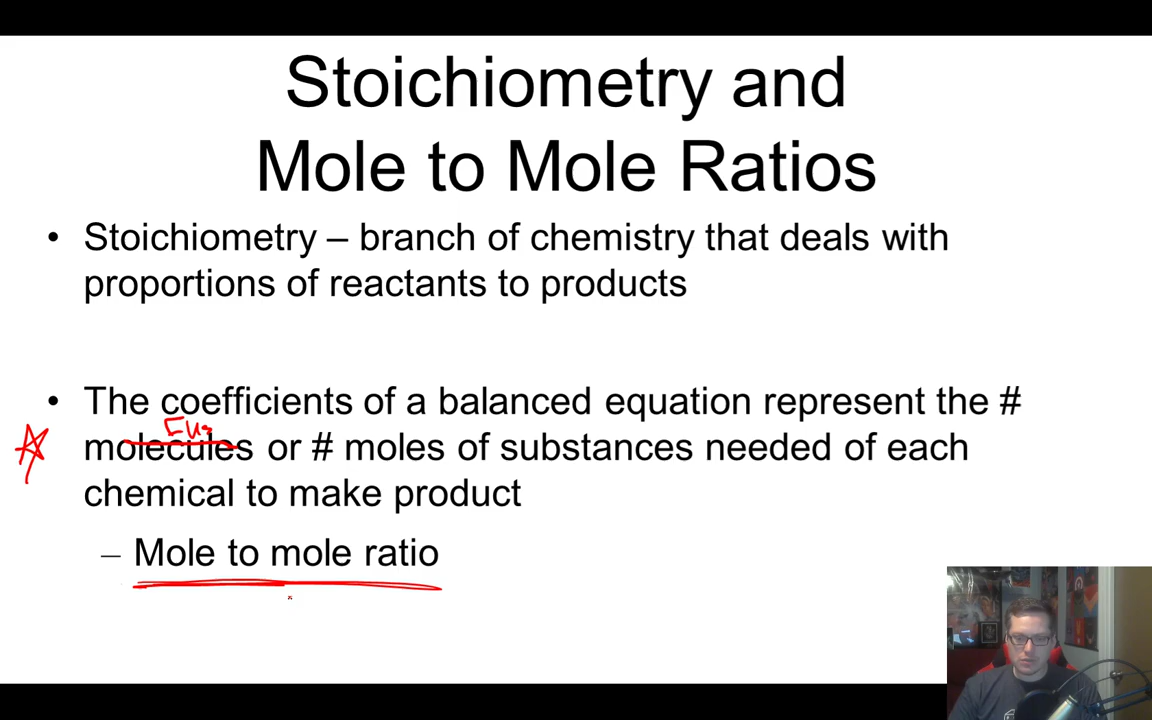 Stoichiometry and
Mole to Mole Ratios
• Stoichiometry – branch of chemistry that deals with
proportions of reactants to products
• The coefficients of a balanced equation represent the #
molecules or # moles of substances needed of each
chemical to make product
– Mole to mole ratio